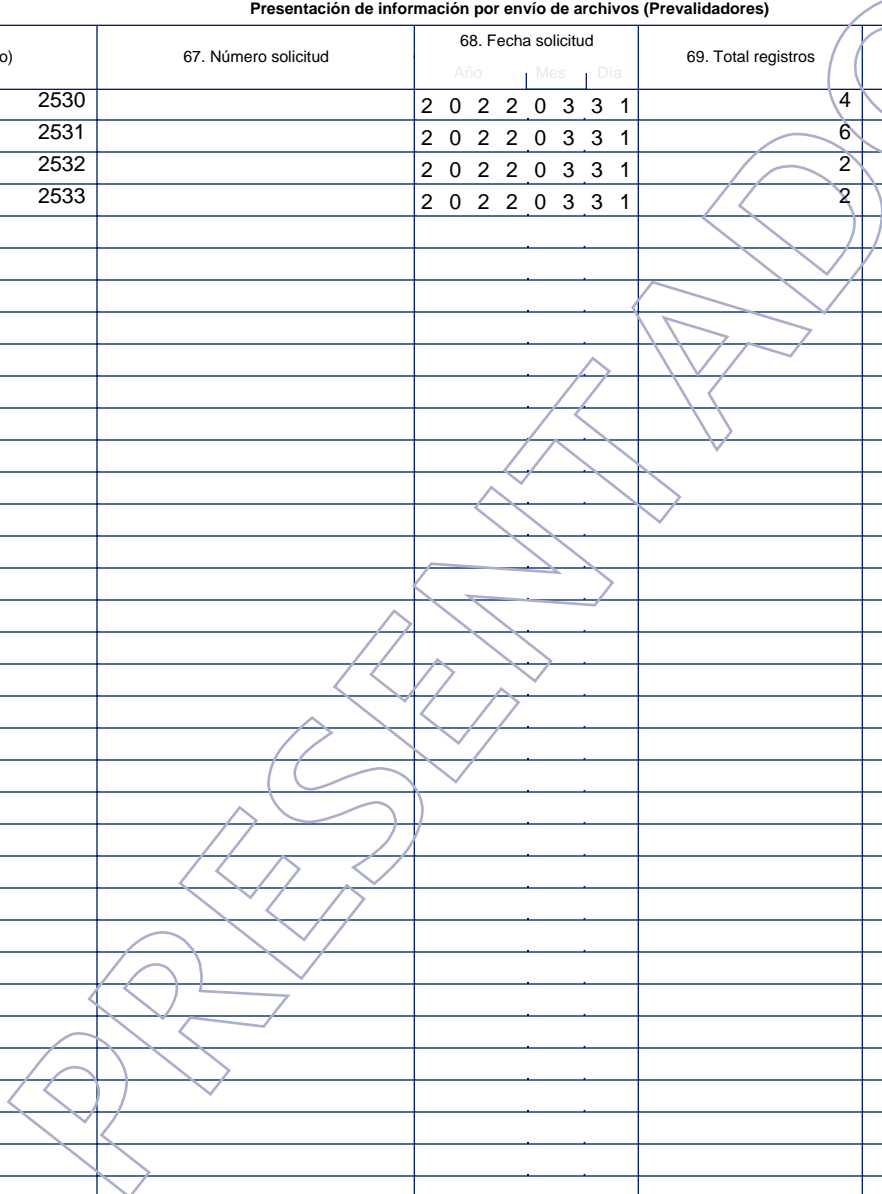 Presentación de información por envío de archivos (Prevalidadores)
o) 67. Número solicitud 68. Fecha solicitud 69. Total registros
Año Mes Día
2530 2 0 2 2 0 3 3 1 4
2531 2 0 2 2 0 3 3 1 6
2532 2 0 2 2 0 3 3 1 2
2533 2 0 2 2 0 3 3 1 2
PRESENTADO